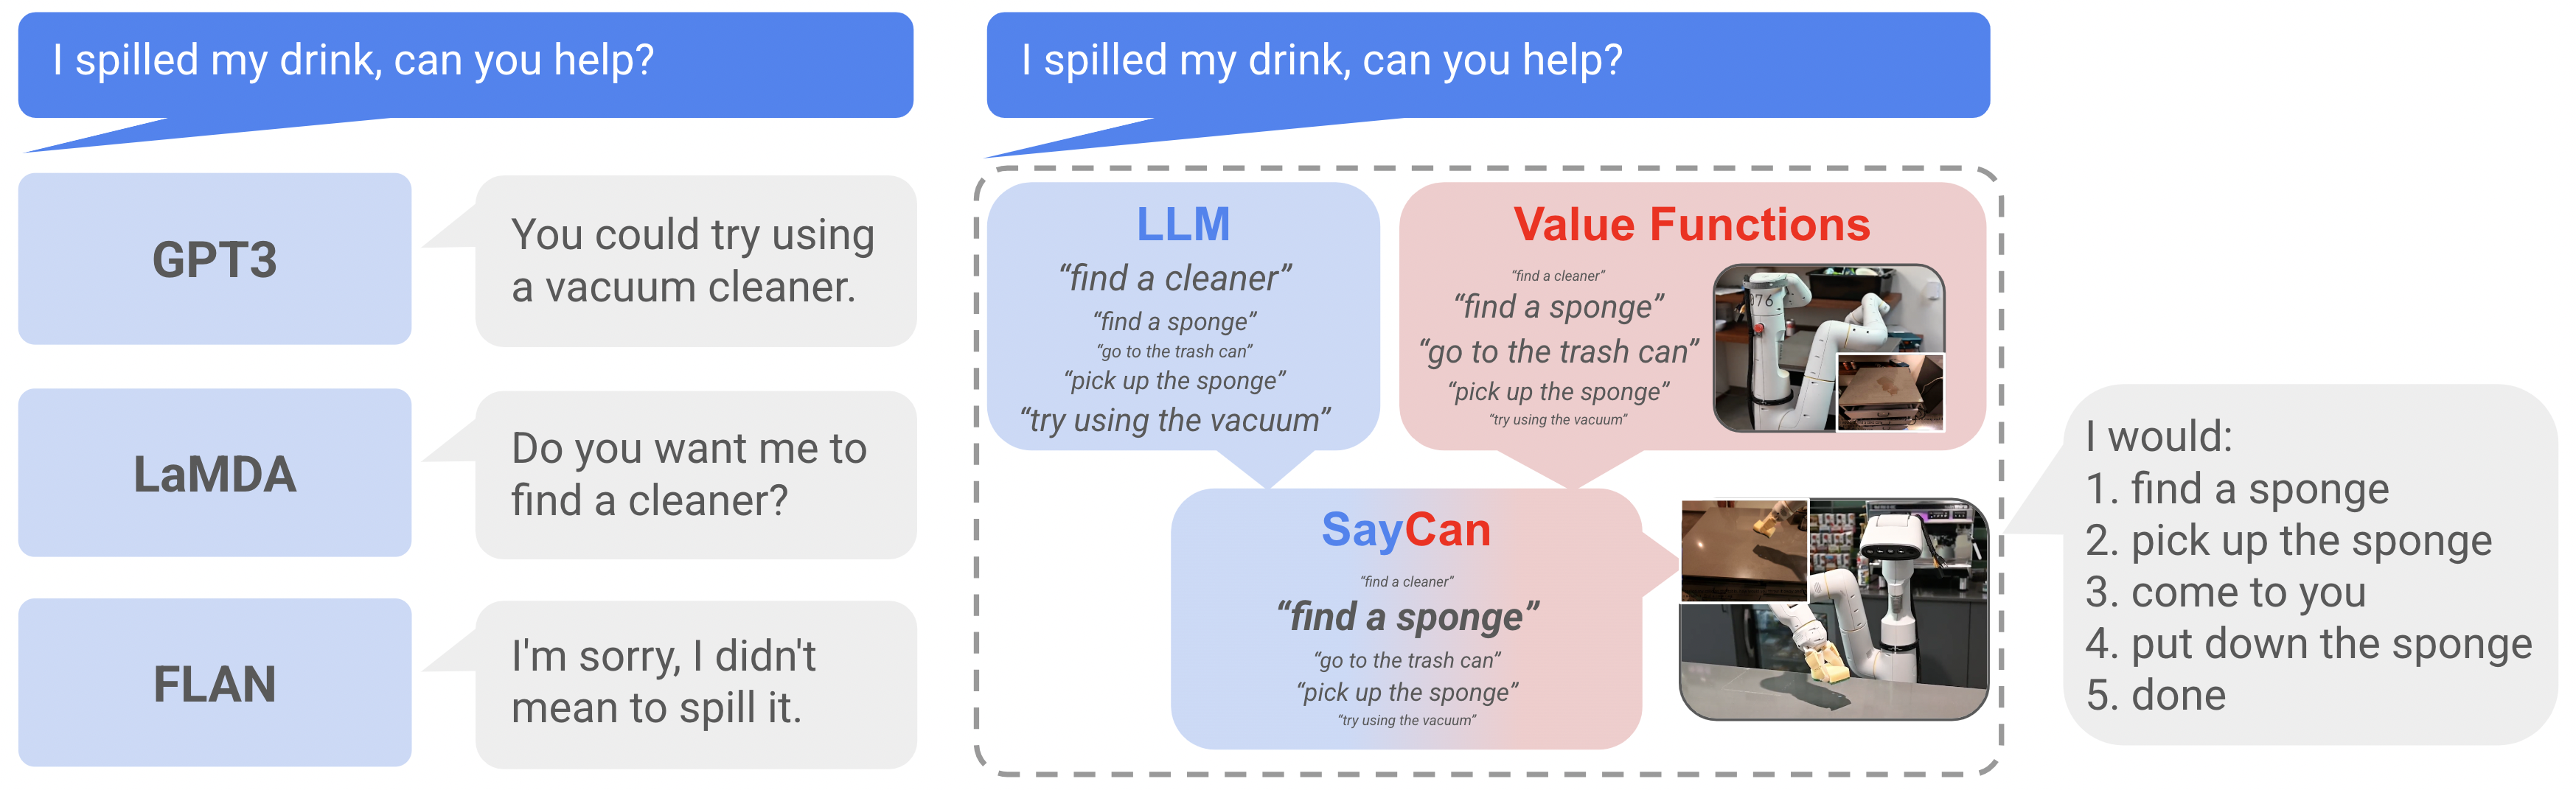 I spilled my drink, can you help?
GPT3
You could try using
a vacuum cleaner.
LaMDA
Do you want me to
find a cleaner?
FLAN
I'm sorry, I didn't
mean to spill it.
I spilled my drink, can you help?
LLM
“find a cleaner”
“find a sponge”
“go to the trash can”
“pick up the sponge”
“try using the vacuum”
Value Functions
“find a cleaner”
“find a sponge”
“go to the trash can”
“pick up the sponge”
“try using the vacuum”
076
SayCan
“find a cleaner”
“find a sponge”
“go to the trash can”
“pick up the sponge”
“try using the vacuum”
I would:
1. find a sponge
2. pick up the sponge
3. come to you
4. put down the sponge
5. done